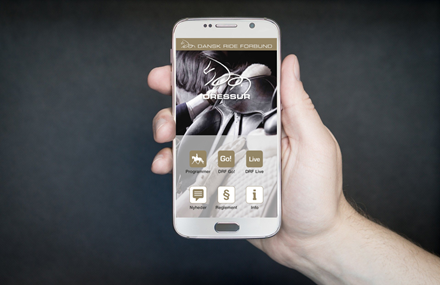 DANSK RIDE FORBUND
DRESSUR
Go! Live
Programmer DRF Go! DRF Live
§ i
Nyheder Reglement Info